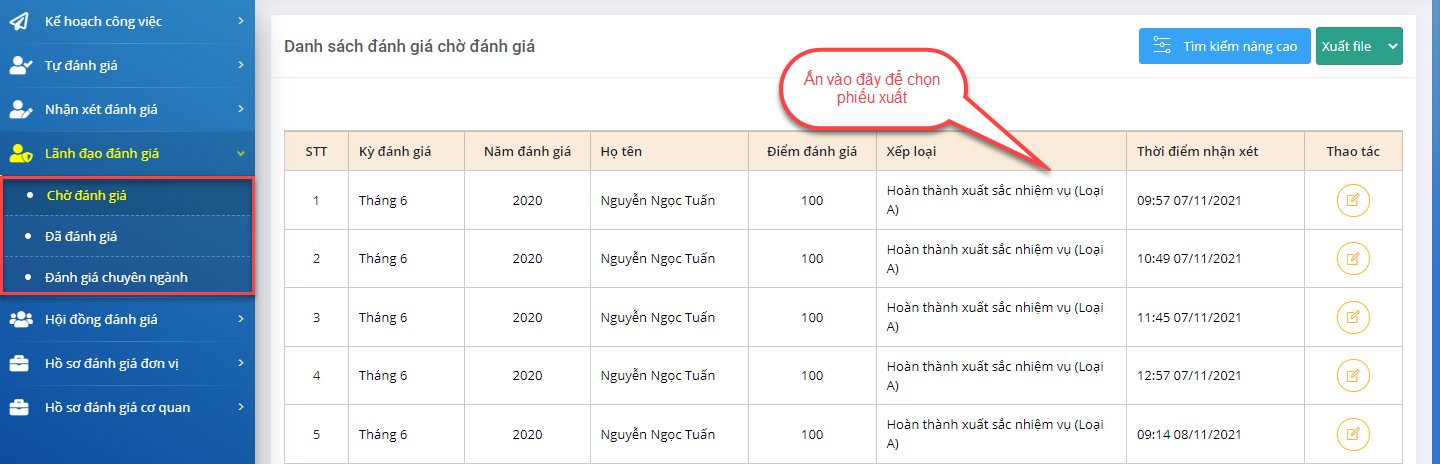 Kế hoạch công việc
Tự đánh giá
Nhận xét đánh giá
Lãnh đạo đánh giá
Chờ đánh giá
Đã đánh giá
Đánh giá chuyên ngành
Hội đồng đánh giá
Hồ sơ đánh giá đơn vị
Hồ sơ đánh giá cơ quan
Danh sách đánh giá chờ đánh giá
Tìm kiếm nâng cao
Xuất file
Ấn vào đây để chọn
phiếu xuất
STT Kỳ đánh giá Năm đánh giá Họ tên Điểm đánh giá Xếp loại Thời điểm nhận xét Thao tác
1 Tháng 6 2020 Nguyễn Ngọc Tuấn 100 Hoàn thành xuất sắc nhiệm vụ (Loại
A) 09:57 07/11/2021
2 Tháng 6 2020 Nguyễn Ngọc Tuấn 100 Hoàn thành xuất sắc nhiệm vụ (Loại
A) 10:49 07/11/2021
3 Tháng 6 2020 Nguyễn Ngọc Tuấn 100 Hoàn thành xuất sắc nhiệm vụ (Loại
A) 11:45 07/11/2021
4 Tháng 6 2020 Nguyễn Ngọc Tuấn 100 Hoàn thành xuất sắc nhiệm vụ (Loại
A) 12:57 07/11/2021
5 Tháng 6 2020 Nguyễn Ngọc Tuấn 100 Hoàn thành xuất sắc nhiệm vụ (Loại
A) 09:14 08/11/2021